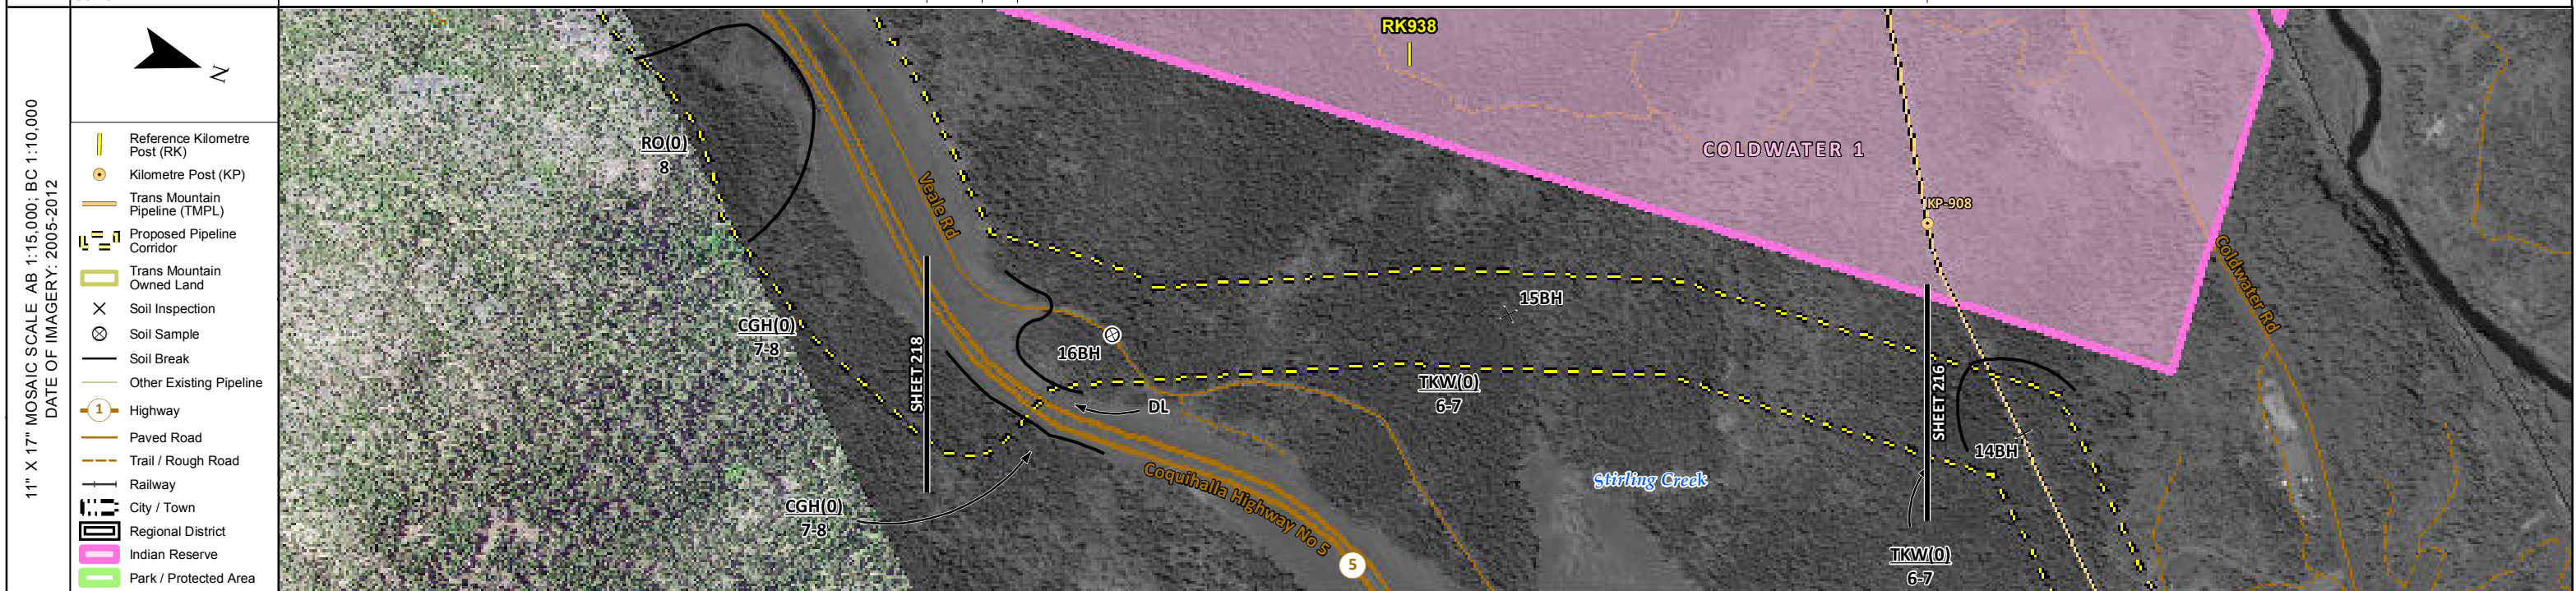 11" X 17" MOSAIC SCALE AB 1:15,000; BC 1:10,000
DATE OF IMAGERY: 2005-2012
N
Reference Kilometre
Post (RK)
Kilometre Post (KP)
Trans Mountain
Pipeline (TMPL)
Proposed Pipeline
Corridor
Trans Mountain
Owned Land
Soil Inspection
Soil Sample
Soil Break
Other Existing Pipeline
1 Highway
Paved Road
Trail / Rough Road
Railway
City / Town
Regional District
Indian Reserve
Park / Protected Area
RK938
RO(0)
8
COLDWATER 1
Veale Rd
KP-908
Coldwater Rd
15BH
CGH(0)
7-8
SHEET 218
16BH
TKW(0)
6-7
DL
SHEET 216
14BH
Coquihalla Highway No 5
Stirling Creek
CGH(0)
7-8
5
TKW(0)
6-7